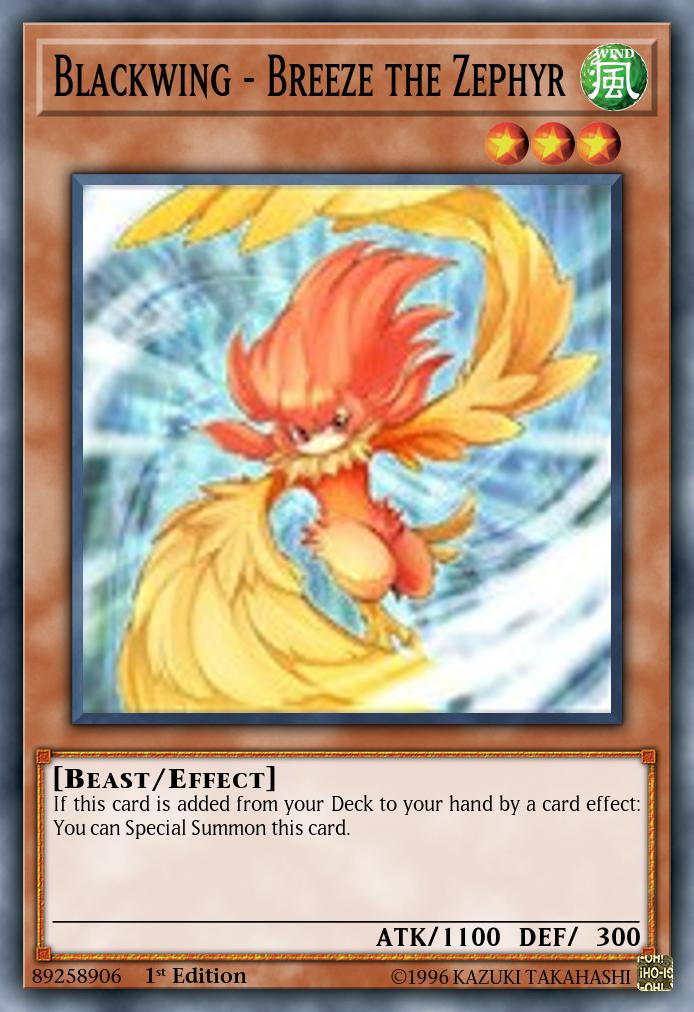 Blackwing - Breeze the Zephyr
WIND
風
[Beast/Effect]
If this card is added from your Deck to your hand by a card effect:
You can Special Summon this card.
ATK/1100 DEF/ 300
89258906 1st Edition ©1996 KAZUKI TAKAHASHI